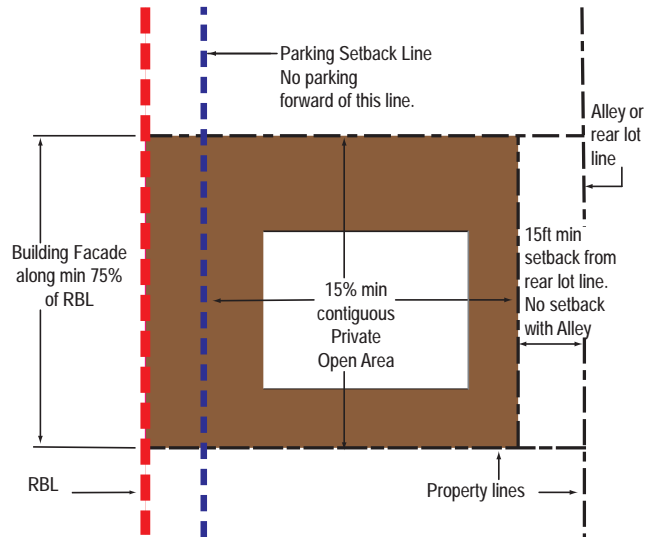 Parking Setback Line
No parking
forward of this line.
Alley or
rear lot
line
Building Facade
along min 75%
of RBL
15% min
contiguous
Private
Open Area
15ft min
setback from
rear lot line.
No setback
with Alley
RBL
Property lines